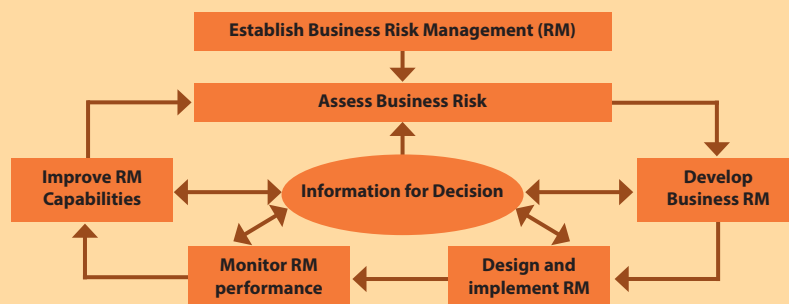 Establish Business Risk Management (RM)
Assess Business Risk
Improve RM
Capabilities
Information for Decision
Develop
Business RM
Monitor RM
performance
Design and
implement RM